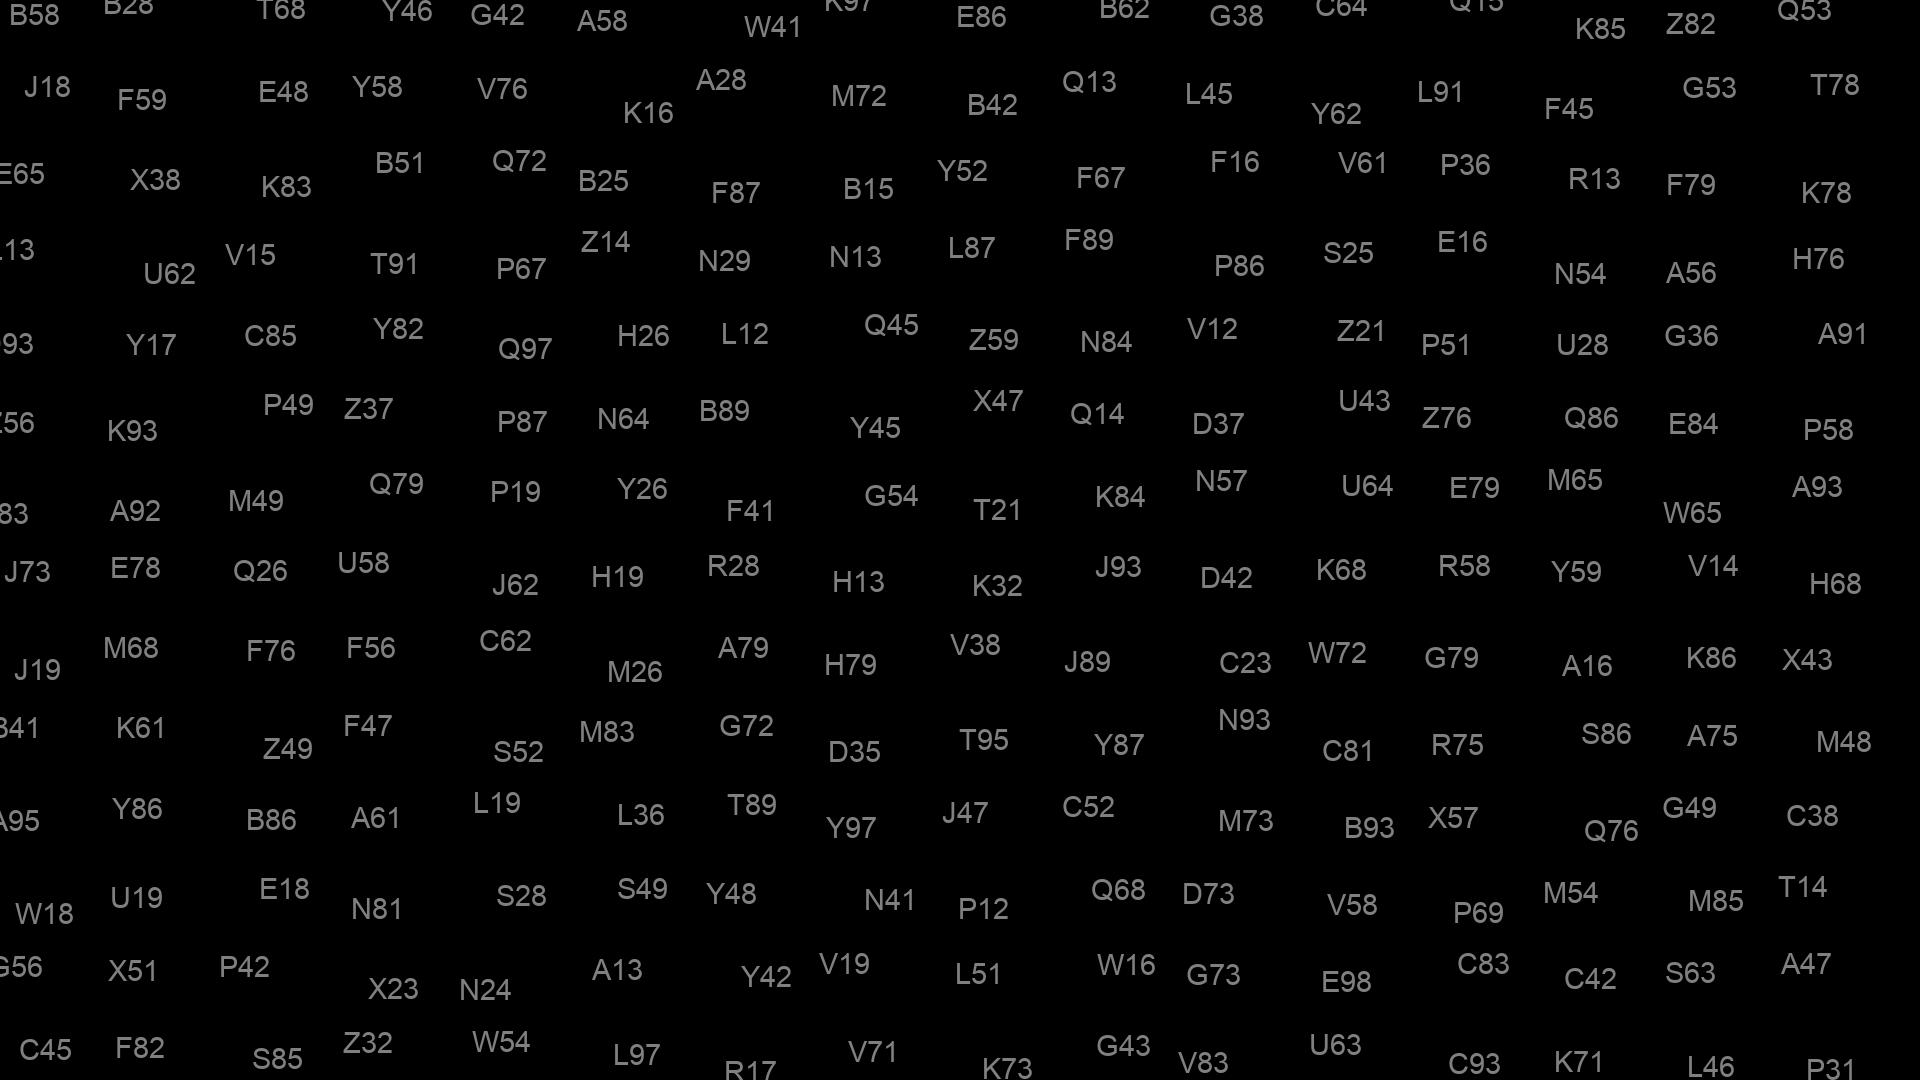 B58 B28 T68 Y46 G42 A58 W41 K97 E86 B62 G38 C64 Q15 K85 Z82 Q53
J18 F59 E48 Y58 V76 K16 A28 M72 B42 Q13 L45 Y62 L91 F45 G53 T78
E65 X38 K83 B51 Q72 B25 F87 B15 Y52 F67 F16 V61 P36 R13 F79 K78
13 U62 V15 T91 P67 Z14 N29 N13 L87 F89 P86 S25 E16 N54 A56 H76
93 Y17 C85 Y82 Q97 H26 L12 Q45 Z59 N84 V12 Z21 P51 U28 G36 A91
56 K93 P49 Z37 P87 N64 B89 Y45 X47 Q14 D37 U43 Z76 Q86 E84 P58
83 A92 M49 Q79 P19 Y26 F41 G54 T21 K84 N57 U64 E79 M65 W65 A93
J73 E78 Q26 U58 J62 H19 R28 H13 K32 J93 D42 K68 R58 Y59 V14 H68
J19 M68 F76 F56 C62 M26 A79 H79 V38 J89 C23 W72 G79 A16 K86 X43
B41 K61 Z49 F47 S52 M83 G72 D35 T95 Y87 N93 C81 R75 S86 A75 M48
A95 Y86 B86 A61 L19 L36 T89 Y97 J47 C52 M73 B93 X57 Q76 G49 C38
W18 U19 E18 N81 S28 S49 Y48 N41 P12 Q68 D73 V58 P69 M54 M85 T14
G56 X51 P42 X23 N24 A13 Y42 V19 L51 W16 G73 E98 C83 C42 S63 A47
C45 F82 S85 Z32 W54 L97 R17 V71 K73 G43 V83 U63 C93 K71 L46 P31